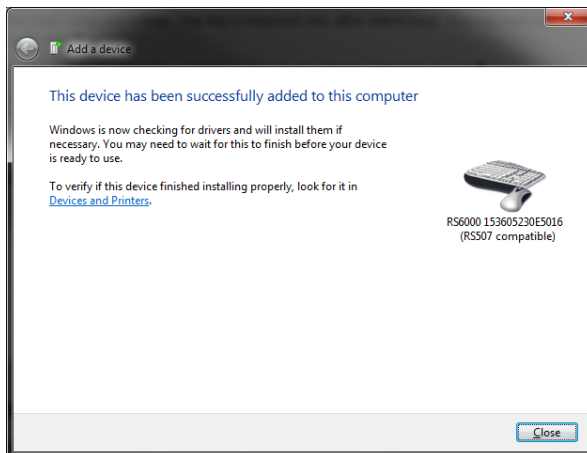 Add a device
This device has been successfully added to this computer
Windows is now checking for drivers and will install them if
necessary. You may need to wait for this to finish before your device
is ready to use.
To verify if this device finished installing properly, look for it in
Devices and Printers.
RS6000 153605230E5016
(RS507 compatible)
Close